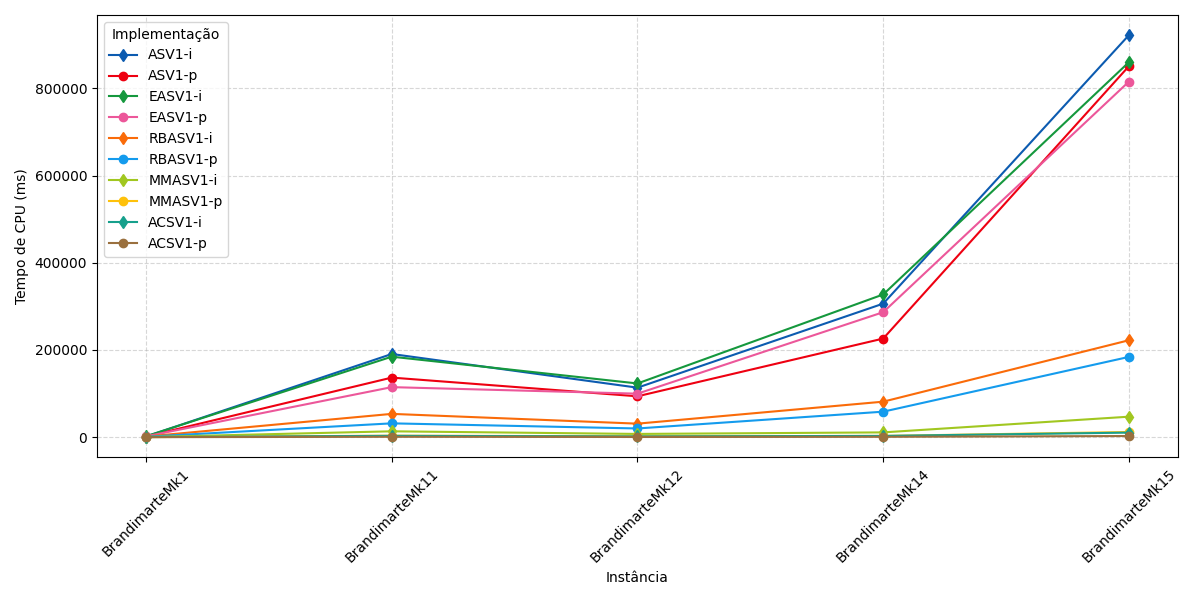 Implementação
ASV1-i
ASV1-p
EASV1-i
EASV1-p
RBASV1-i
RBASV1-p
MMASV1-i
MMASV1-p
ACSV1-i
ACSV1-p
Tempo de CPU (ms)
800000
600000
400000
200000
0
BrandimarteMk1
BrandimarteMk11
BrandimarteMk12
BrandimarteMk14
BrandimarteMk15
Instância